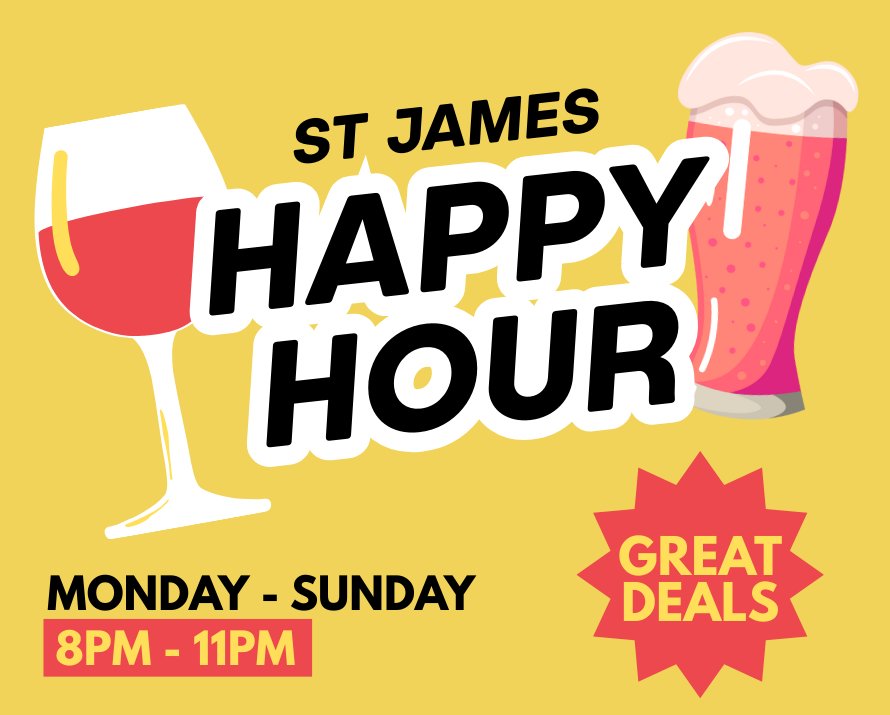 ST JAMES
HAPPY
HOUR
MONDAY - SUNDAY
8PM - 11PM
GREAT
DEALS